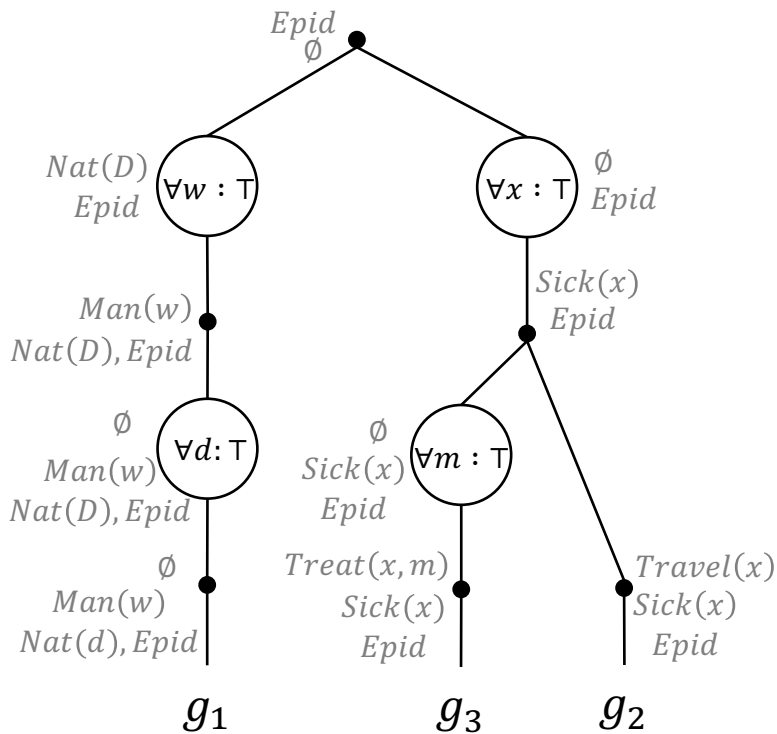 Epid
∅
Nat(D)
Epid
∀w : ⊤
∀x : ⊤
∅
Epid
Man(w)
Nat(D), Epid
Sick(x)
Epid
∅
Man(w)
Nat(D), Epid
∀d: ⊤
∅
Sick(x)
Epid
∀m : ⊤
∅
Man(w)
Nat(d), Epid
Treat(x, m)
Sick(x)
Epid
Travel(x)
Sick(x)
Epid
g₁
g₃
g₂